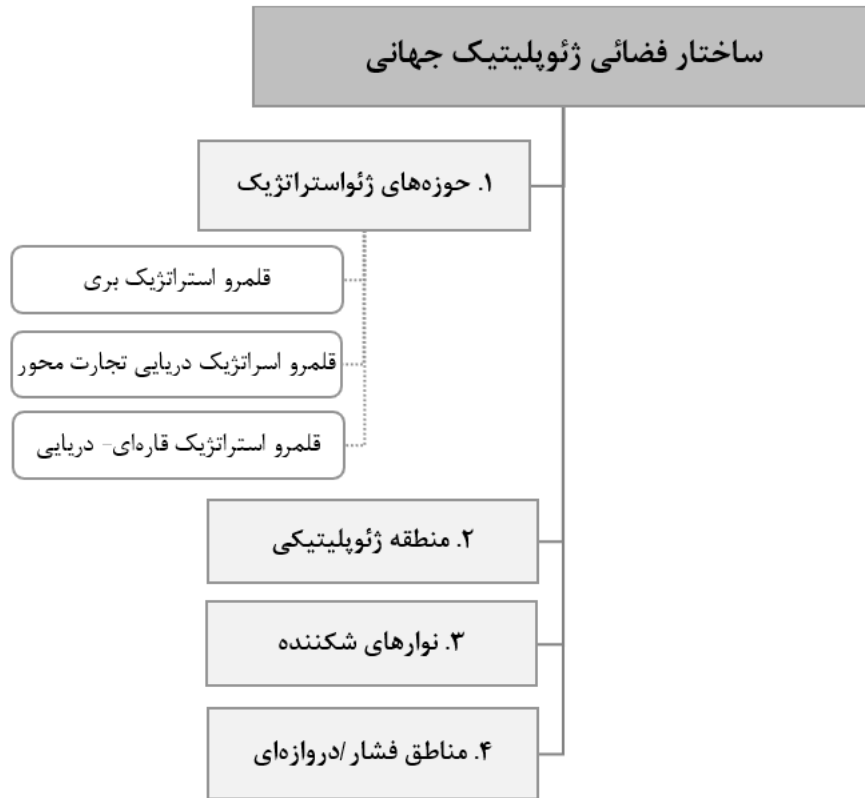 ساختار فضائی ژئوپلیتیک جهانی
۱. حوزه‌های ژئواستراتژیک
قلمرو استراتژیک بری
قلمرو اسراتژیک دریایی تجارت محور
قلمرو استراتژیک قاره‌ای- دریایی
۲. منطقه ژئوپلیتیکی
۳. نوارهای شکننده
۴. مناطق فشار /دروازه‌ای